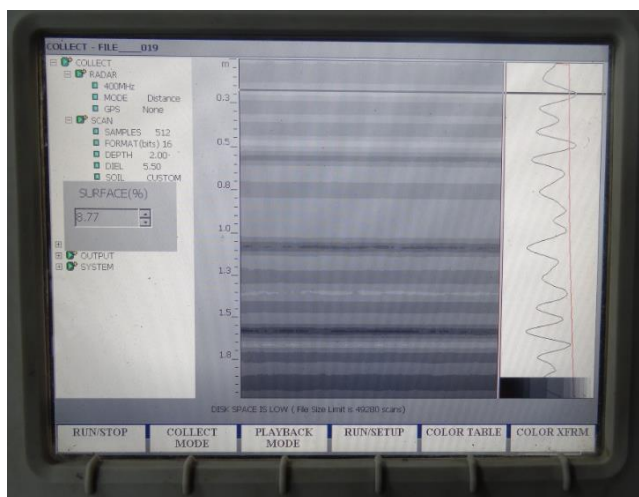 COLLECT - FILE____019
COLLECT
RADAR
400MHz
MODE Distance
GPS None
SCAN
SAMPLES 512
FORMAT(bits) 16
DEPTH 2.00
DIEL 5.50
SOIL CUSTOM
SURFACE(%)
8.77
OUTPUT
SYSTEM
m
0.3
0.5
0.8
1.0
1.3
1.5
1.8
DISK SPACE IS LOW ( File Size Limit is 49280 scans)
RUN/STOP
COLLECT
MODE
PLAYBACK
MODE
RUN/SETUP
COLOR TABLE
COLOR XFRM